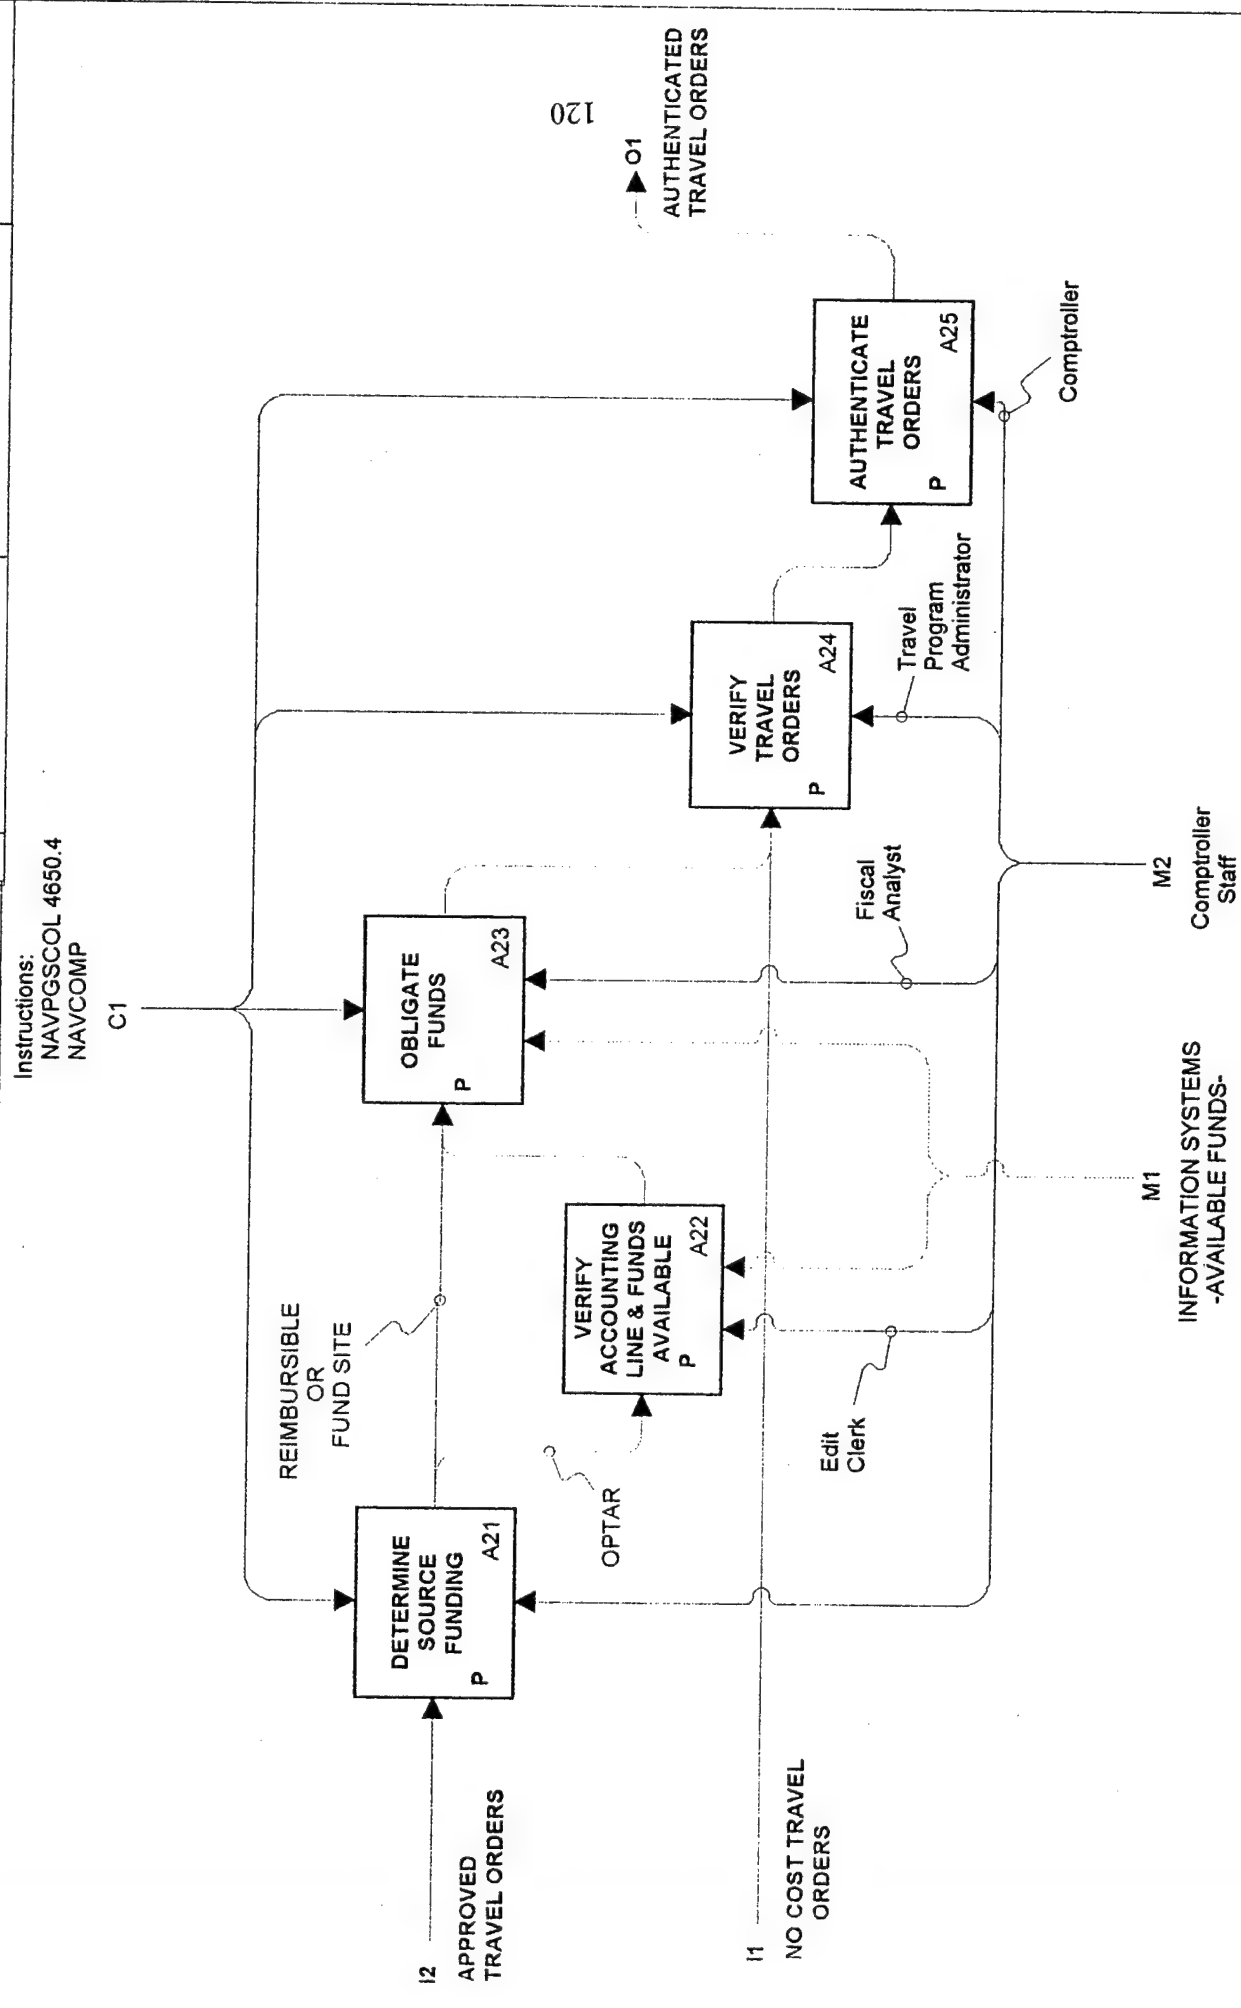 Instructions:
NAVPGSCOL 4650.4
NAVCOMP
C1
I2
APPROVED
TRAVEL ORDERS
I1
NO COST TRAVEL
ORDERS
DETERMINE
SOURCE
FUNDING
A21
P
REIMBURSIBLE
OR
FUND SITE
OPTAR
VERIFY
ACCOUNTING
LINE & FUNDS
AVAILABLE
A22
P
Edit
Clerk
OBLIGATE
FUNDS
A23
P
Fiscal
Analyst
VERIFY
TRAVEL
ORDERS
A24
P
Travel
Program
Administrator
AUTHENTICATE
TRAVEL
ORDERS
A25
P
Comptroller
O1
AUTHENTICATED
TRAVEL ORDERS
M1
INFORMATION SYSTEMS
-AVAILABLE FUNDS-
M2
Comptroller
Staff
120